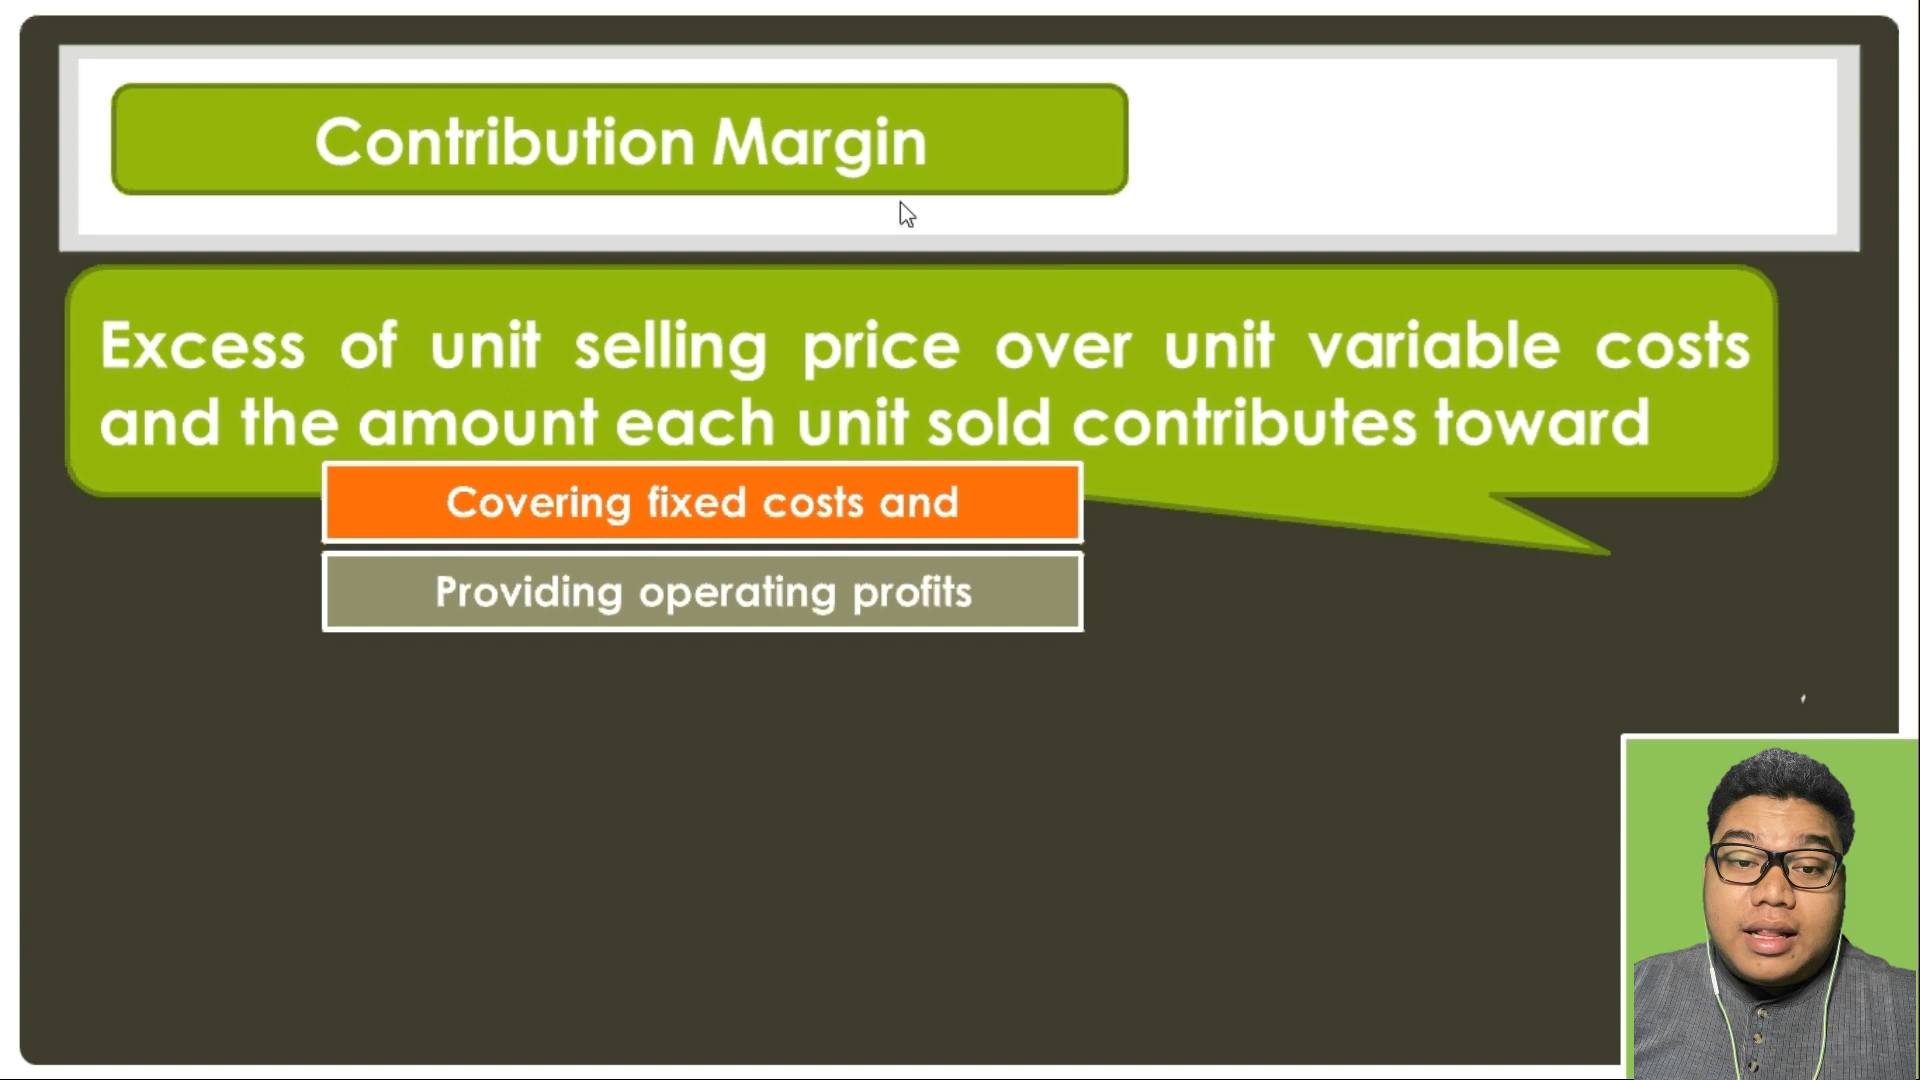 Contribution Margin
Excess of unit selling price over unit variable costs
and the amount each unit sold contributes toward
Covering fixed costs and
Providing operating profits